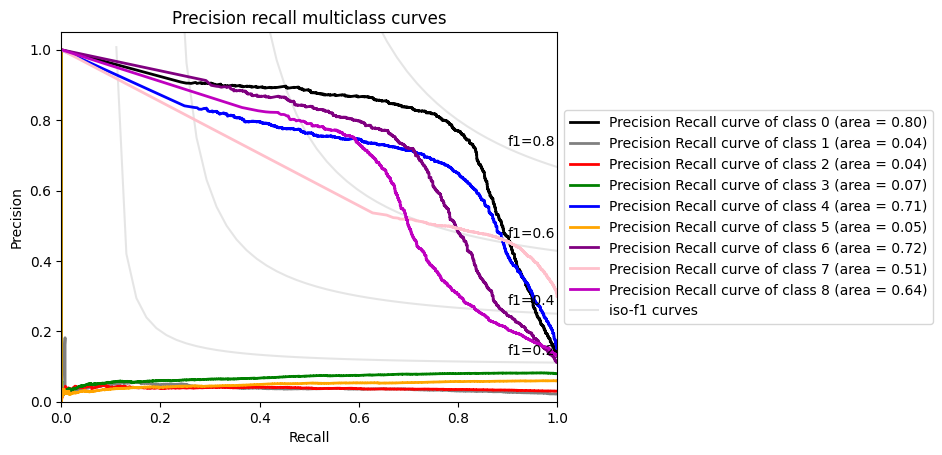 Precision recall multiclass curves
1.0
0.8
0.6
0.4
0.2
0.0
Precision
0.0
0.2
0.4
0.6
0.8
1.0
Recall
f1=0.8
f1=0.6
f1=0.4
Precision Recall curve of class 0 (area = 0.80)
Precision Recall curve of class 1 (area = 0.04)
Precision Recall curve of class 2 (area = 0.04)
Precision Recall curve of class 3 (area = 0.07)
Precision Recall curve of class 4 (area = 0.71)
Precision Recall curve of class 5 (area = 0.05)
Precision Recall curve of class 6 (area = 0.72)
Precision Recall curve of class 7 (area = 0.51)
Precision Recall curve of class 8 (area = 0.64)
iso-f1 curves